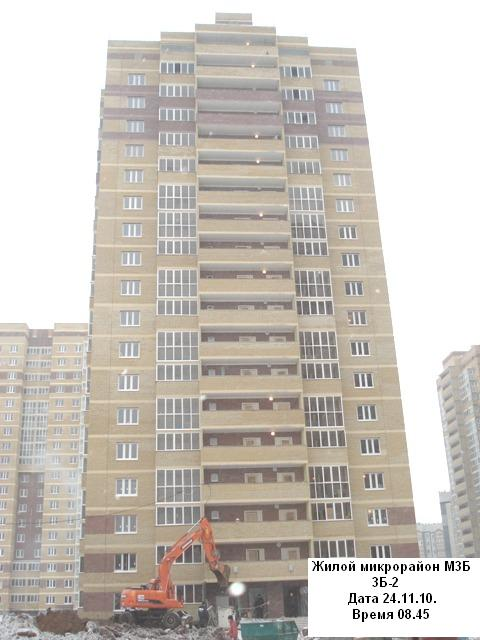 Жилой микрорайон М3Б
3Б-2
Дата 24.11.10.
Время 08.45